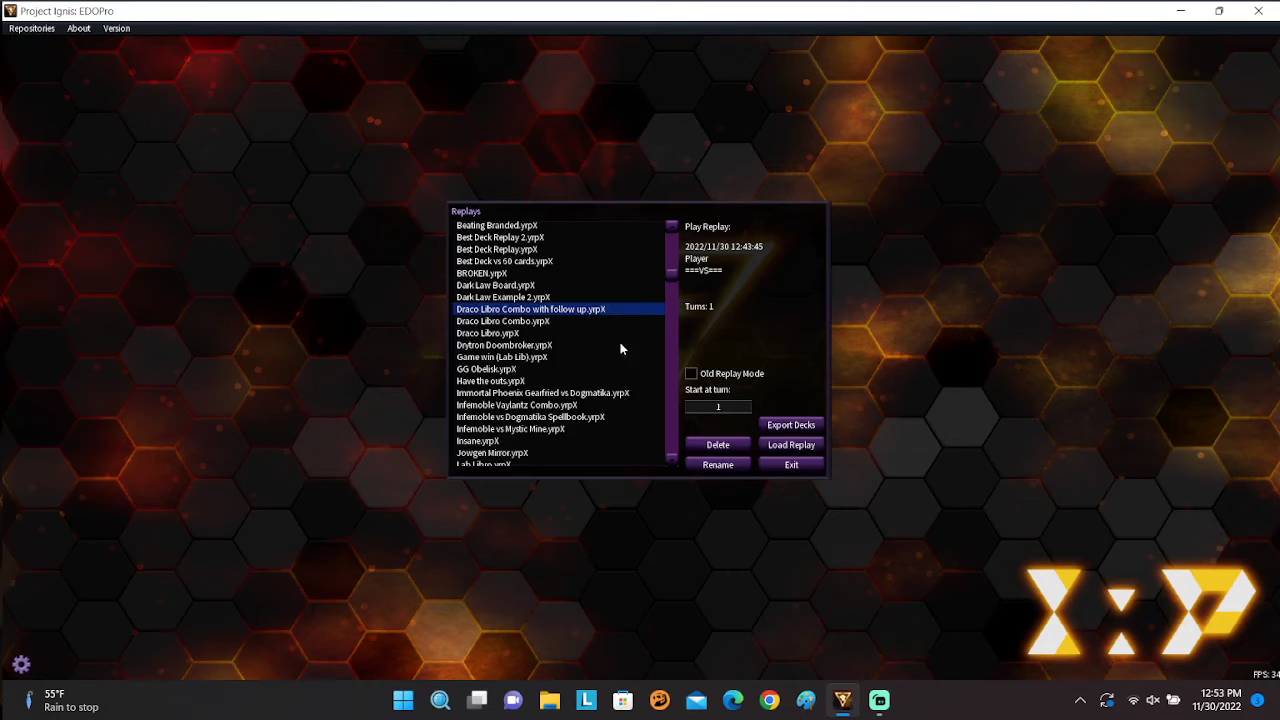 Project Ignis: EDOPro
Repositories About Version
Replays
Beating Branded.yrpX
Best Deck Replay 2.yrpX
Best Deck Replay.yrpX
Best Deck vs 60 cards.yrpX
BROKEN.yrpX
Dark Law Board.yrpX
Dark Law Example 2.yrpX
Draco Libro Combo with follow up.yrpX
Draco Libro Combo.yrpX
Draco Libro.yrpX
Drytron Doombroker.yrpX
Game win (Lab Lib).yrpX
GG Obelisk.yrpX
Have the outs.yrpX
Immortal Phoenix Gearfried vs Dogmatika.yrpX
Infernoble Vaylantz Combo.yrpX
Infernoble vs Dogmatika Spellbook.yrpX
Infernoble vs Mystic Mine.yrpX
Insane.yrpX
Jowgen Mirror.yrpX
Lab Libro.yrpX
Play Replay:
2022/11/30 12:43:45
Player
===VS===
Turns: 1
Old Replay Mode
Start at turn:
1
Export Decks
Delete Load Replay
Rename Exit
X:P
FPS: 34
55°F
Rain to stop
L
12:53 PM
11/30/2022
3